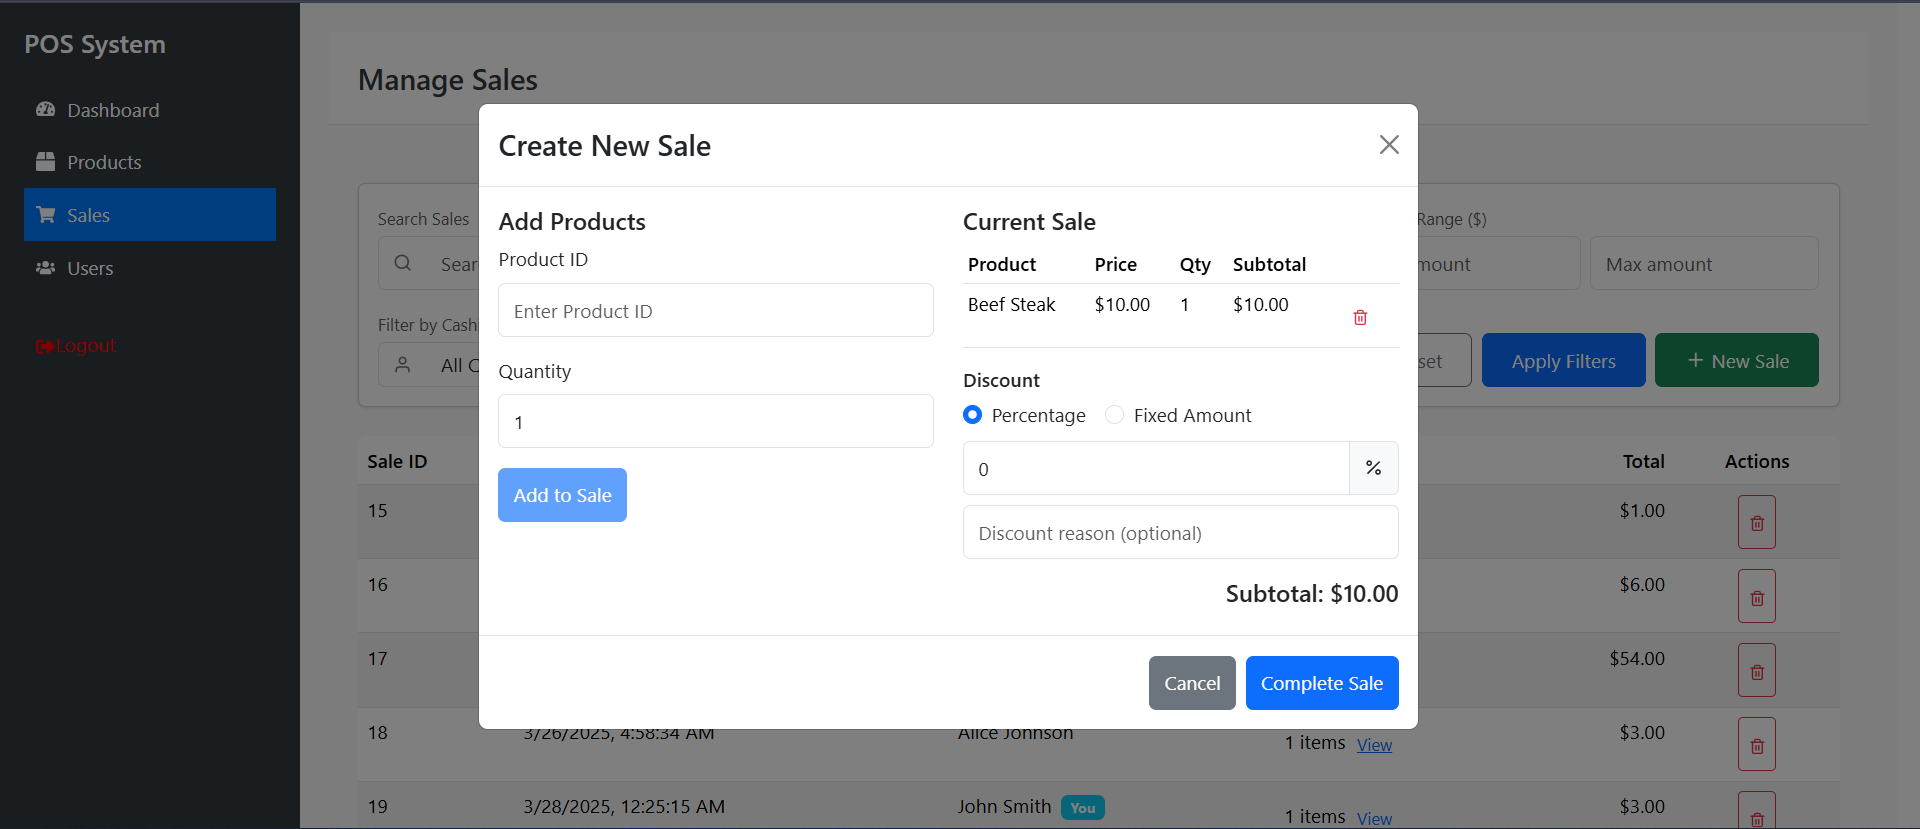 POS System
Dashboard
Products
Sales
Users
Logout
Manage Sales
Search Sales
Sear
Filter by Cash
All C
Range ($)
mount
Max amount
set
Apply Filters
New Sale
Create New Sale
Add Products
Product ID
Enter Product ID
Quantity
1
Add to Sale
Current Sale
Product Price Qty Subtotal
Beef Steak $10.00 1 $10.00
Discount
Percentage Fixed Amount
0 %
Discount reason (optional)
Subtotal: $10.00
Cancel Complete Sale
Sale ID Total Actions
15 $1.00
16 $6.00
17 $54.00
18 3/26/2025, 4:58:34 AM Alice Johnson 1 items View $3.00
19 3/28/2025, 12:25:15 AM John Smith You 1 items View $3.00